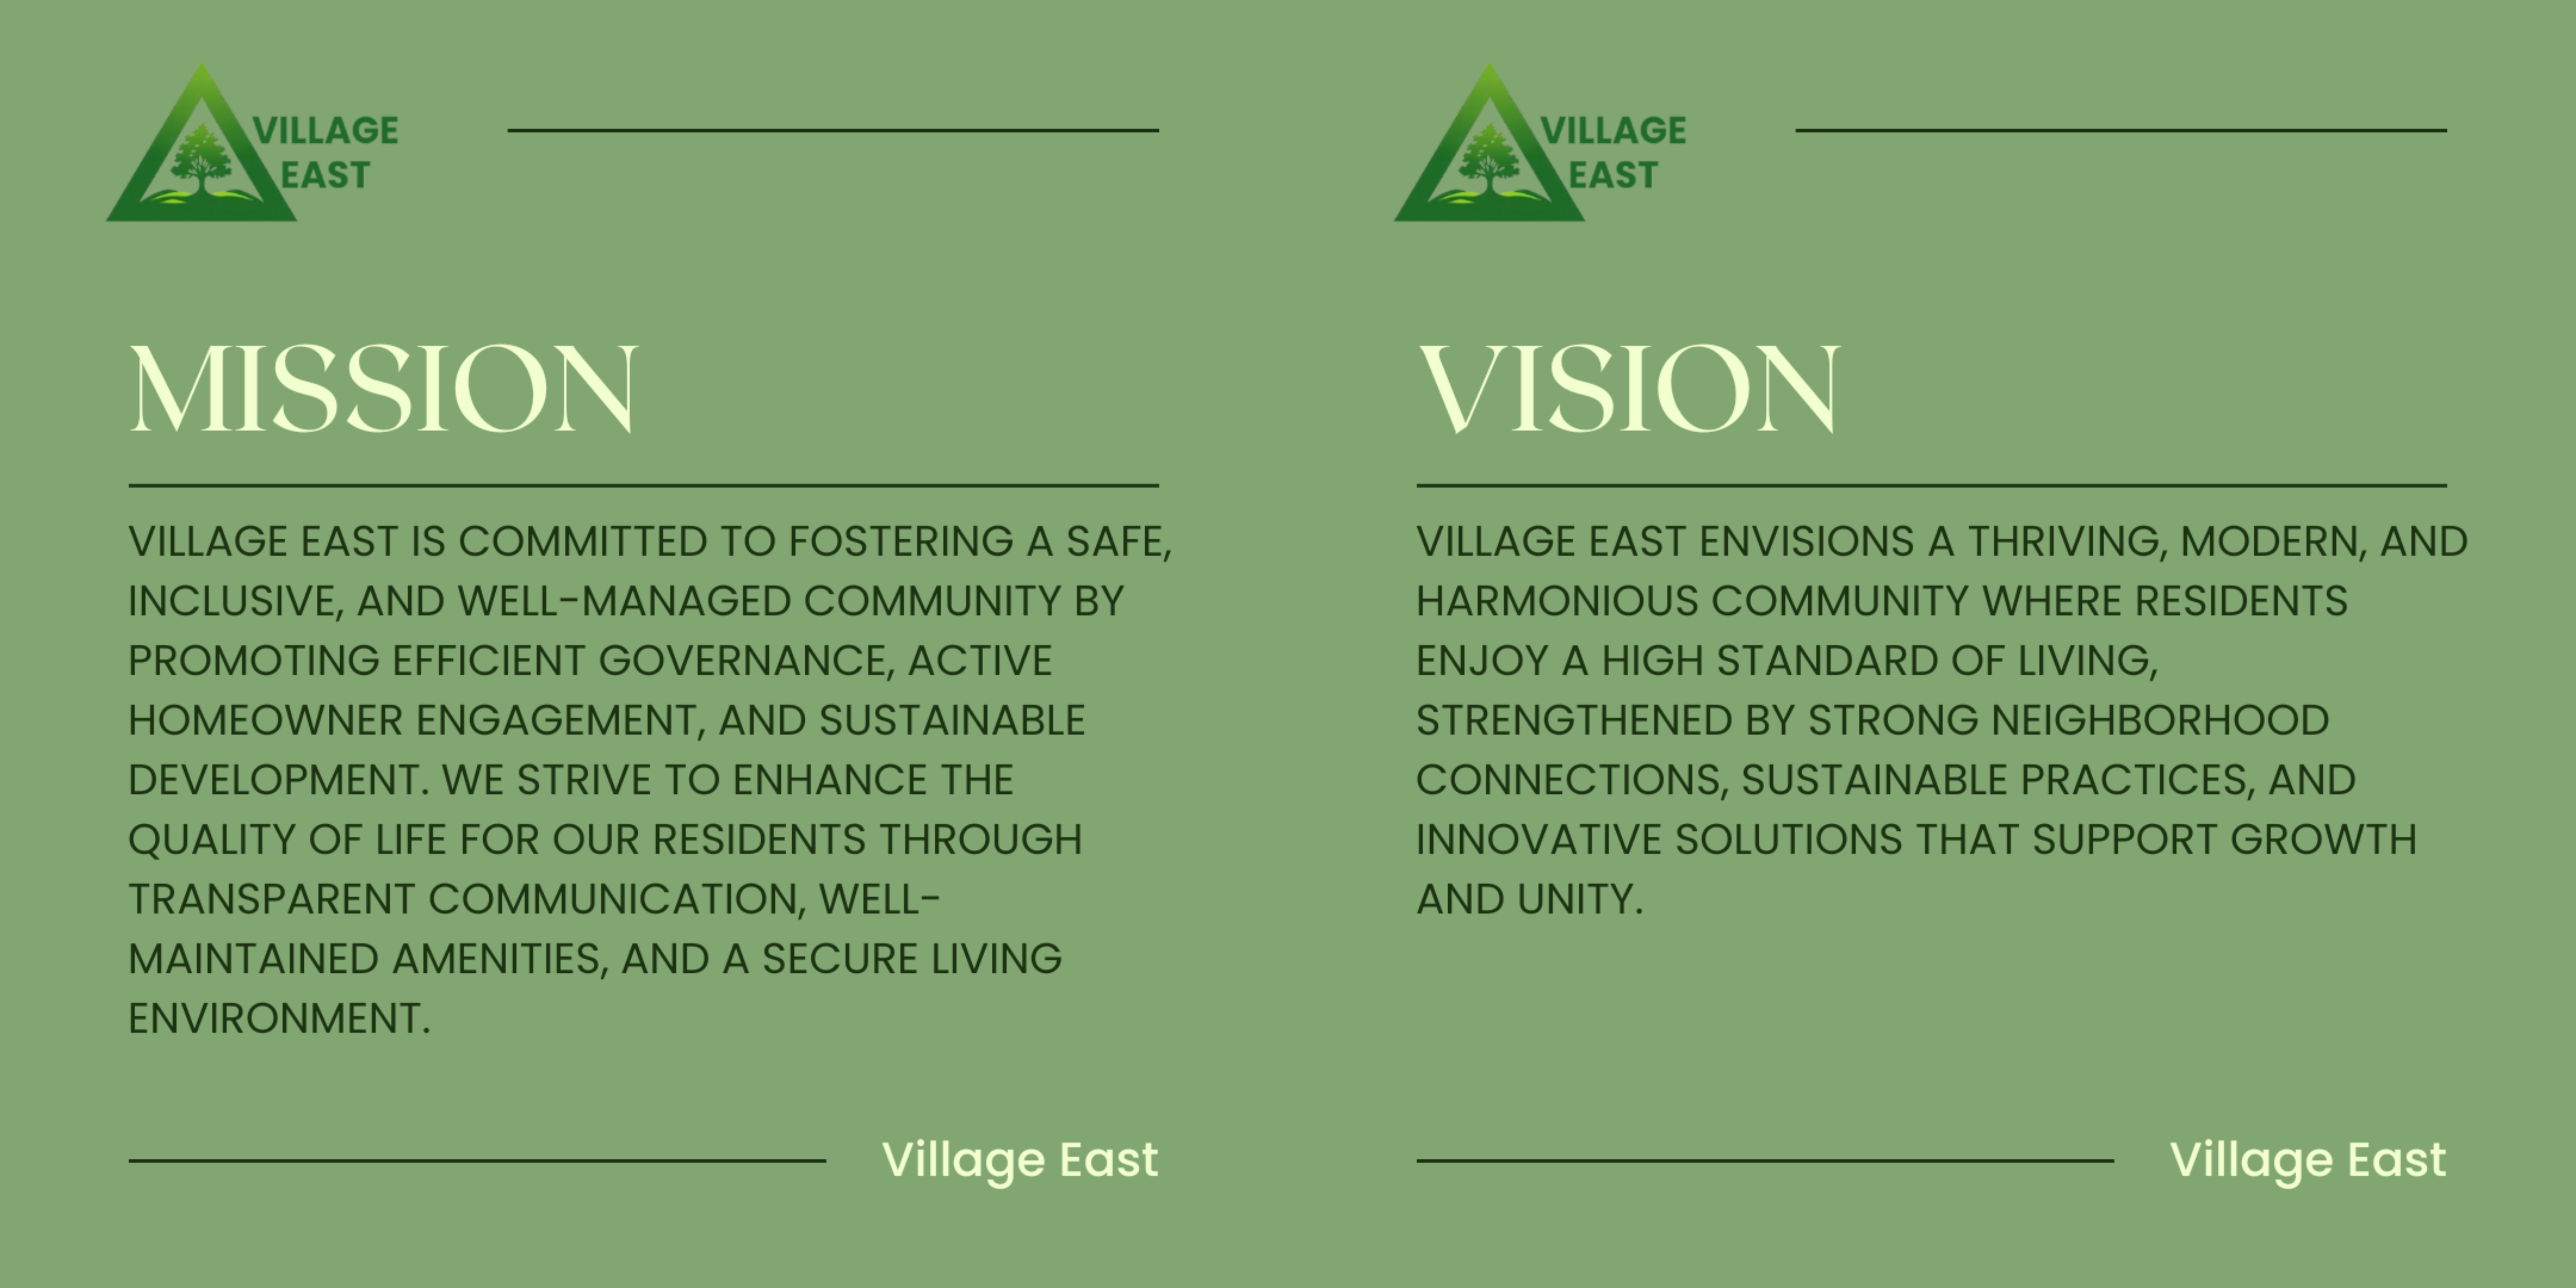 VILLAGE
EAST
MISSION
VILLAGE EAST IS COMMITTED TO FOSTERING A SAFE,
INCLUSIVE, AND WELL-MANAGED COMMUNITY BY
PROMOTING EFFICIENT GOVERNANCE, ACTIVE
HOMEOWNER ENGAGEMENT, AND SUSTAINABLE
DEVELOPMENT. WE STRIVE TO ENHANCE THE
QUALITY OF LIFE FOR OUR RESIDENTS THROUGH
TRANSPARENT COMMUNICATION, WELL-
MAINTAINED AMENITIES, AND A SECURE LIVING
ENVIRONMENT.
Village East
VILLAGE
EAST
VISION
VILLAGE EAST ENVISIONS A THRIVING, MODERN, AND
HARMONIOUS COMMUNITY WHERE RESIDENTS
ENJOY A HIGH STANDARD OF LIVING,
STRENGTHENED BY STRONG NEIGHBORHOOD
CONNECTIONS, SUSTAINABLE PRACTICES, AND
INNOVATIVE SOLUTIONS THAT SUPPORT GROWTH
AND UNITY.
Village East